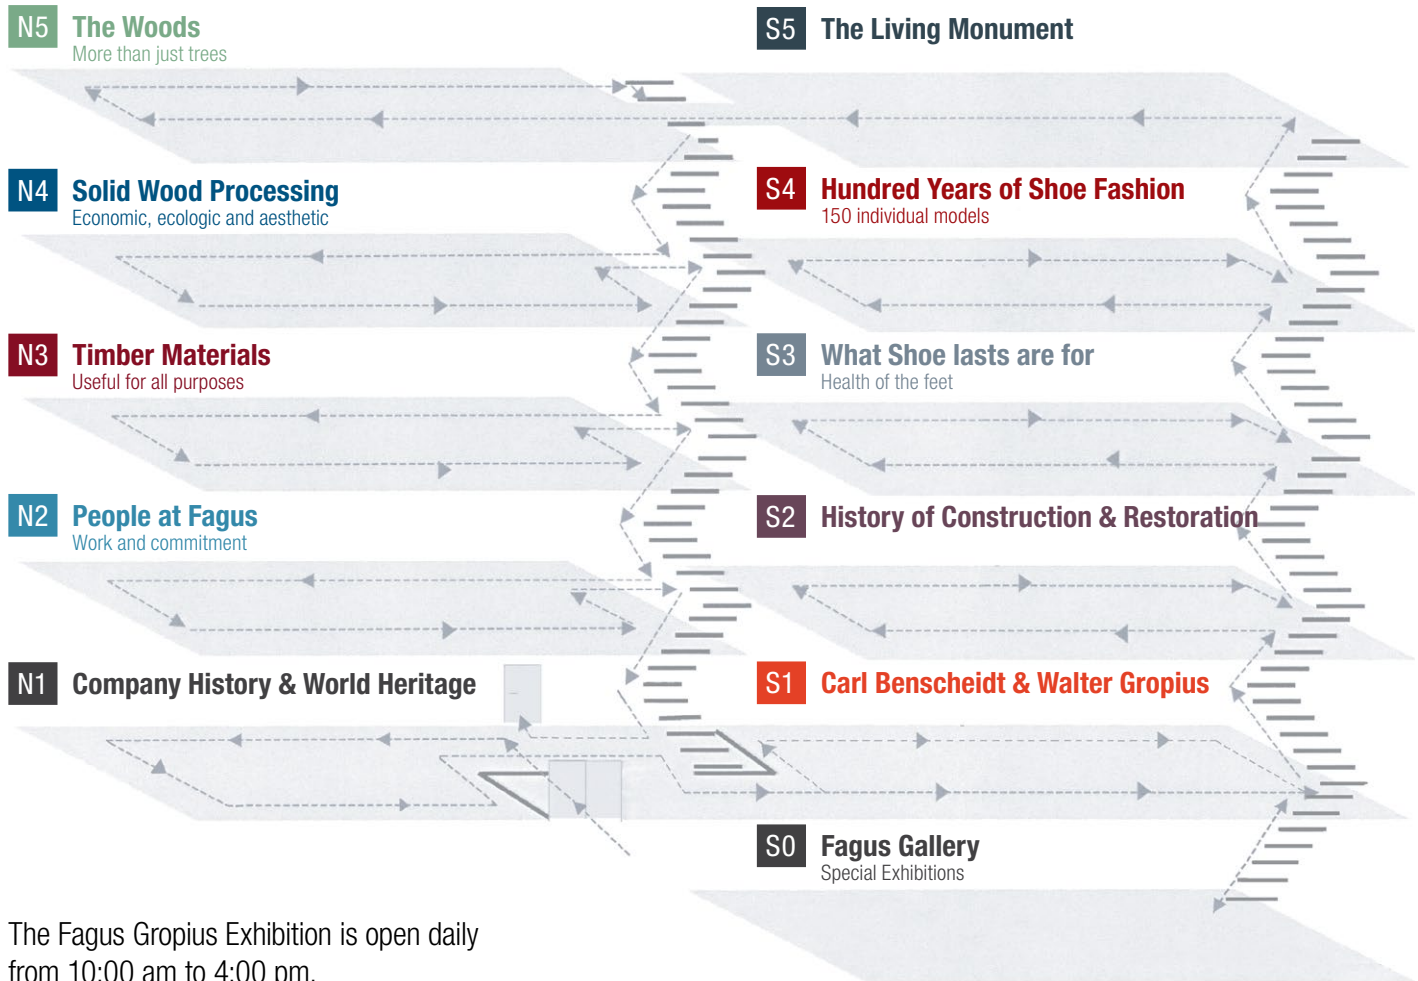 N5 The Woods
More than just trees
S5 The Living Monument
N4 Solid Wood Processing
Economic, ecologic and aesthetic
S4 Hundred Years of Shoe Fashion
150 individual models
N3 Timber Materials
Useful for all purposes
S3 What Shoe lasts are for
Health of the feet
N2 People at Fagus
Work and commitment
S2 History of Construction & Restoration
N1 Company History & World Heritage
S1 Carl Benscheidt & Walter Gropius
S0 Fagus Gallery
Special Exhibitions
The Fagus Gropius Exhibition is open daily
from 10:00 am to 4:00 pm.